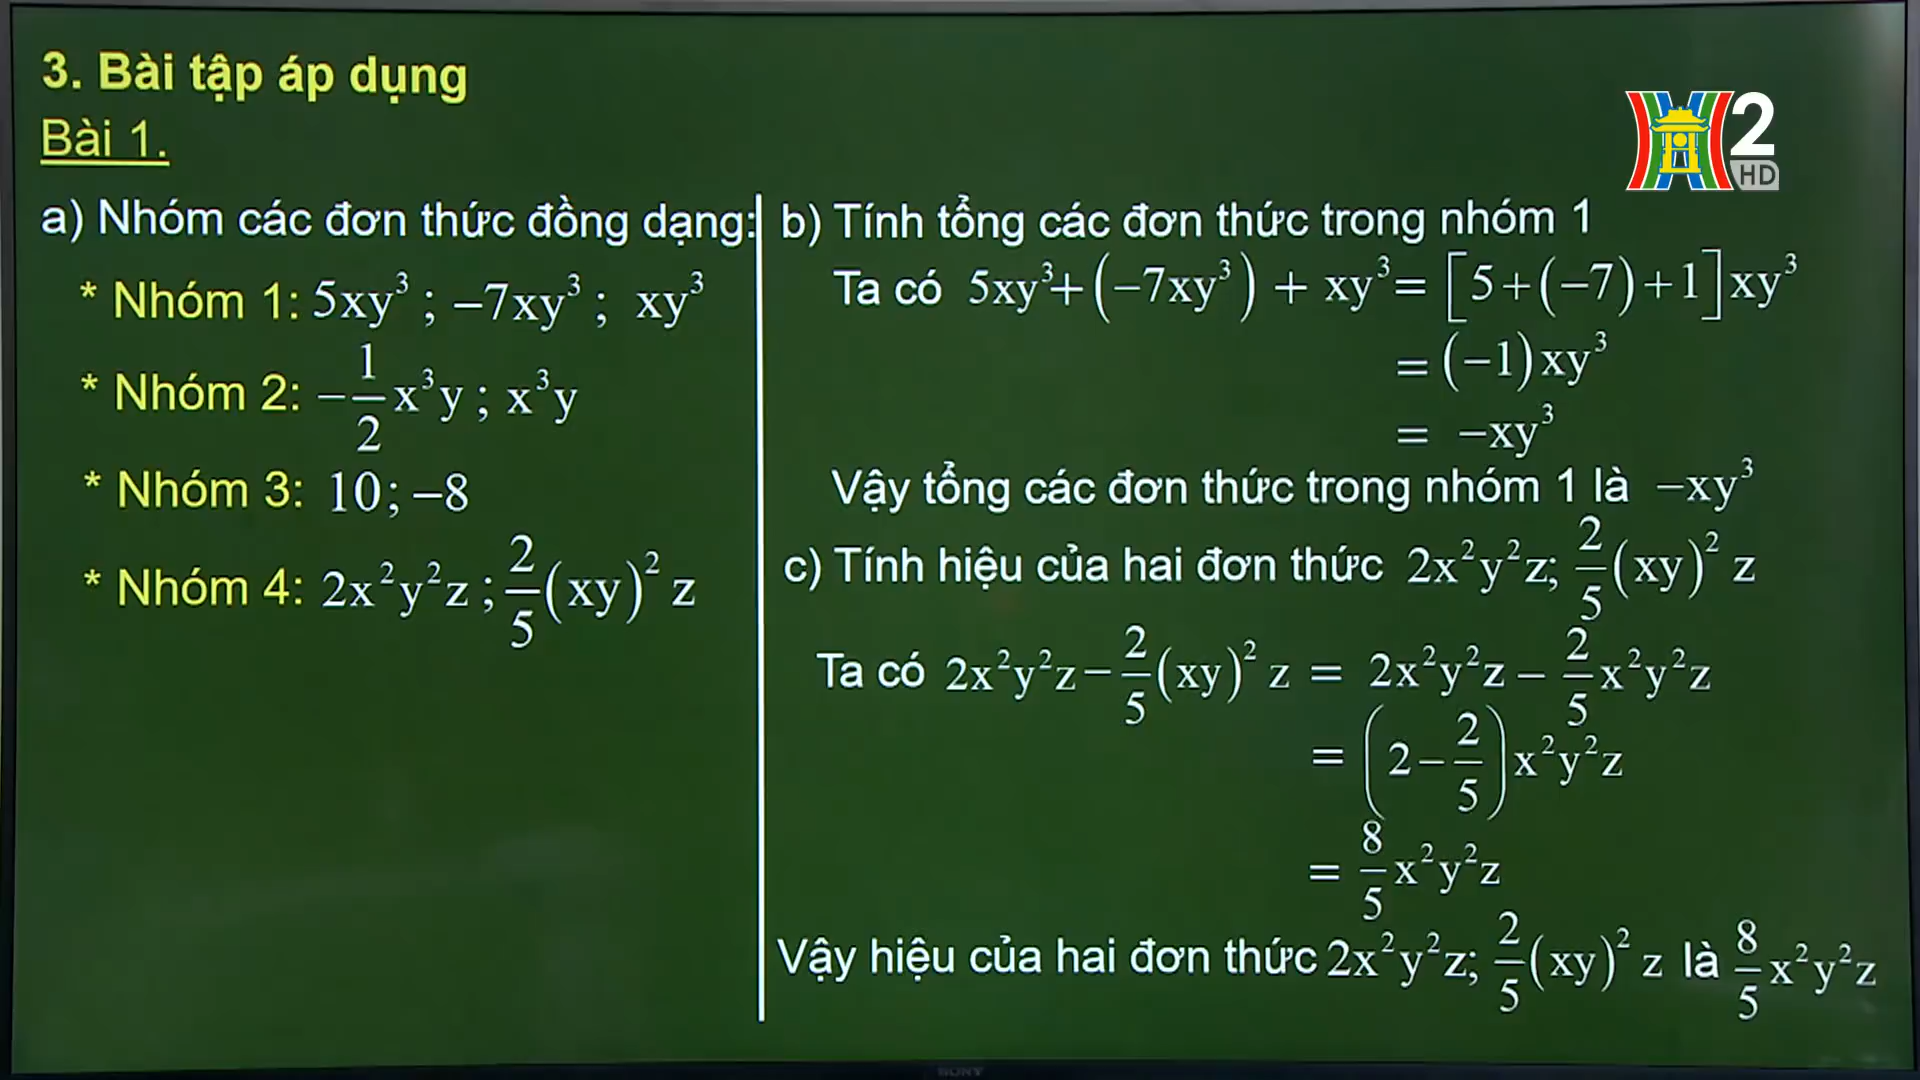 3. Bài tập áp dụng
Bài 1.
a) Nhóm các đơn thức đồng dạng:
* Nhóm 1: 5xy³ ; −7xy³ ; xy³
* Nhóm 2: −1/2 x³y ; x³y
* Nhóm 3: 10; −8
* Nhóm 4: 2x²y²z ; 2/5 (xy)² z
b) Tính tổng các đơn thức trong nhóm 1
Ta có 5xy³+(−7xy³) + xy³ = [5+(−7)+1]xy³
= (−1)xy³
= −xy³
Vậy tổng các đơn thức trong nhóm 1 là −xy³
c) Tính hiệu của hai đơn thức 2x²y²z; 2/5 (xy)² z
Ta có 2x²y²z − 2/5 (xy)² z = 2x²y²z − 2/5 x²y²z
= (2 − 2/5) x²y²z
= 8/5 x²y²z
Vậy hiệu của hai đơn thức 2x²y²z; 2/5 (xy)² z là 8/5 x²y²z
2
HD
SONY